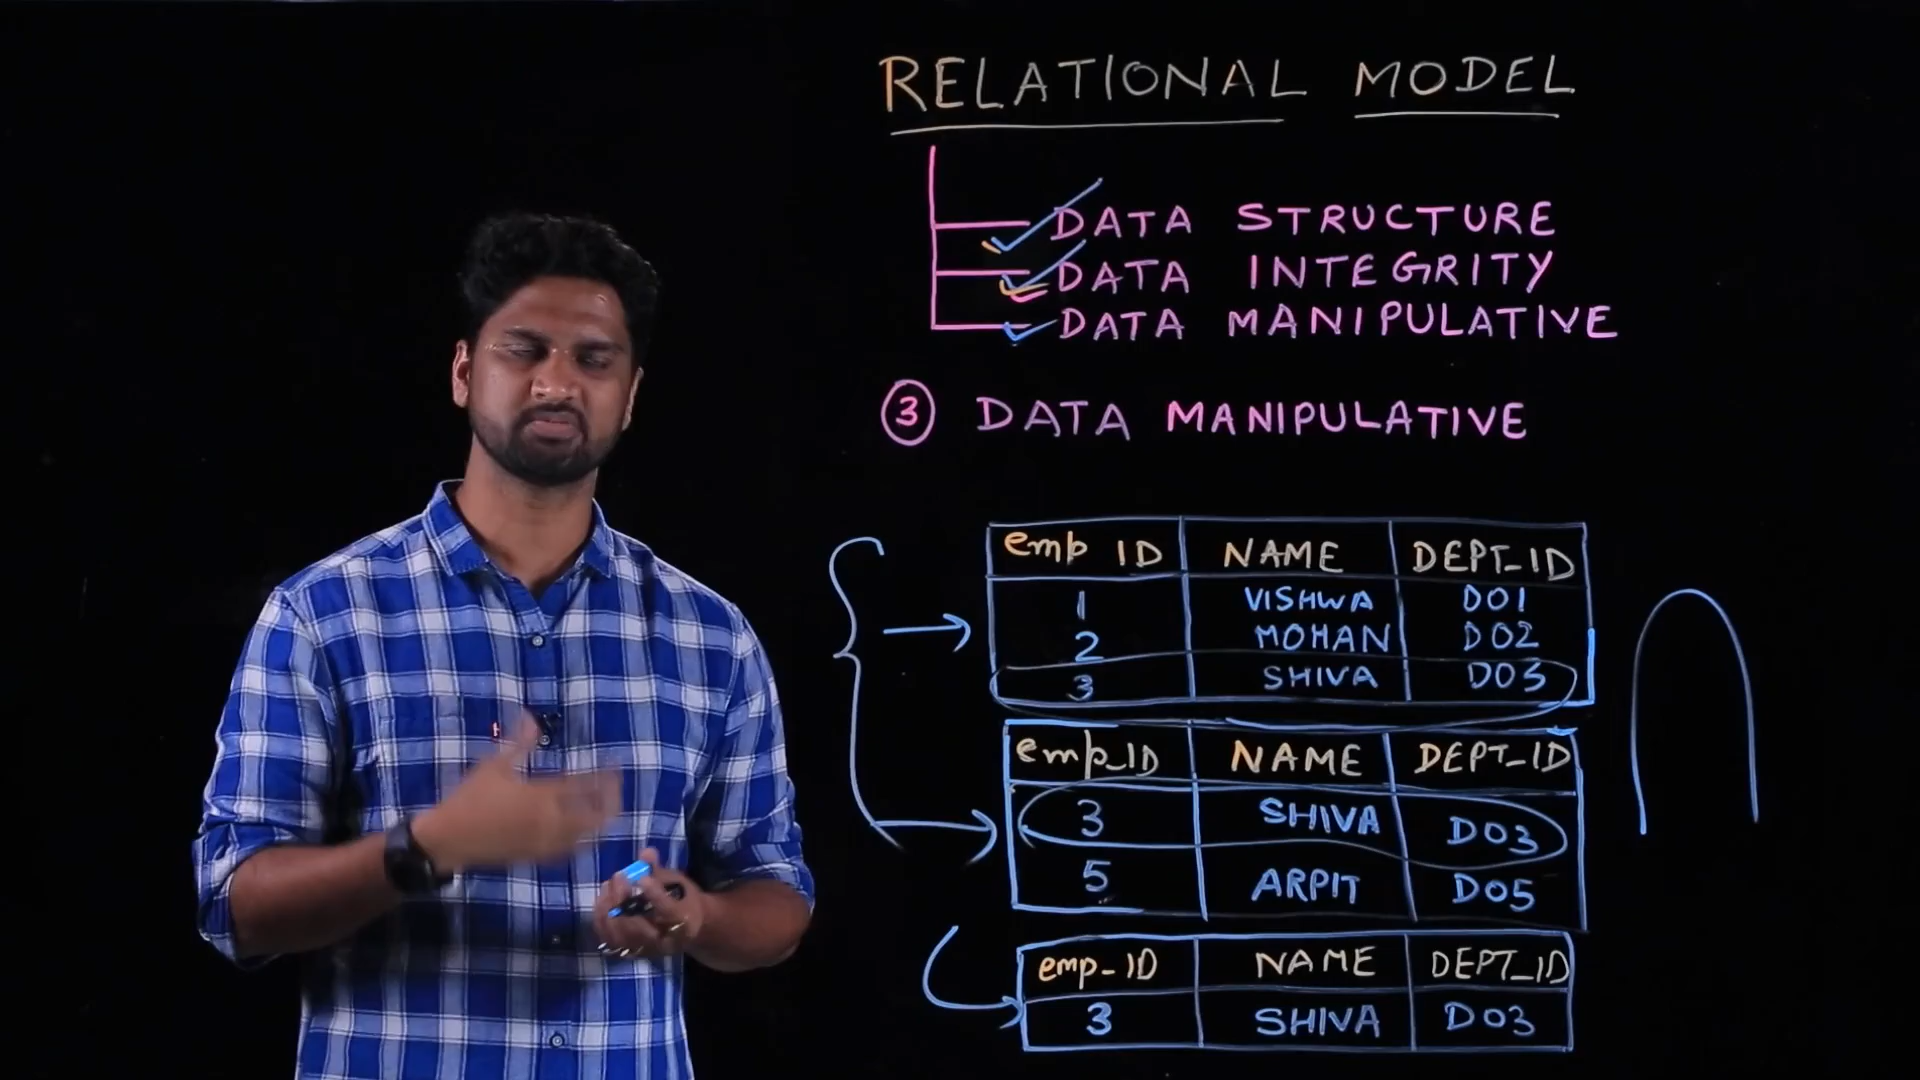 RELATIONAL MODEL
DATA STRUCTURE
DATA INTEGRITY
DATA MANIPULATIVE
3 DATA MANIPULATIVE
emp ID NAME DEPT_ID
1 VISHWA D01
2 MOHAN D02
3 SHIVA D03
emp_ID NAME DEPT_ID
3 SHIVA D03
5 ARPIT D05
emp-ID NAME DEPT_ID
3 SHIVA D03